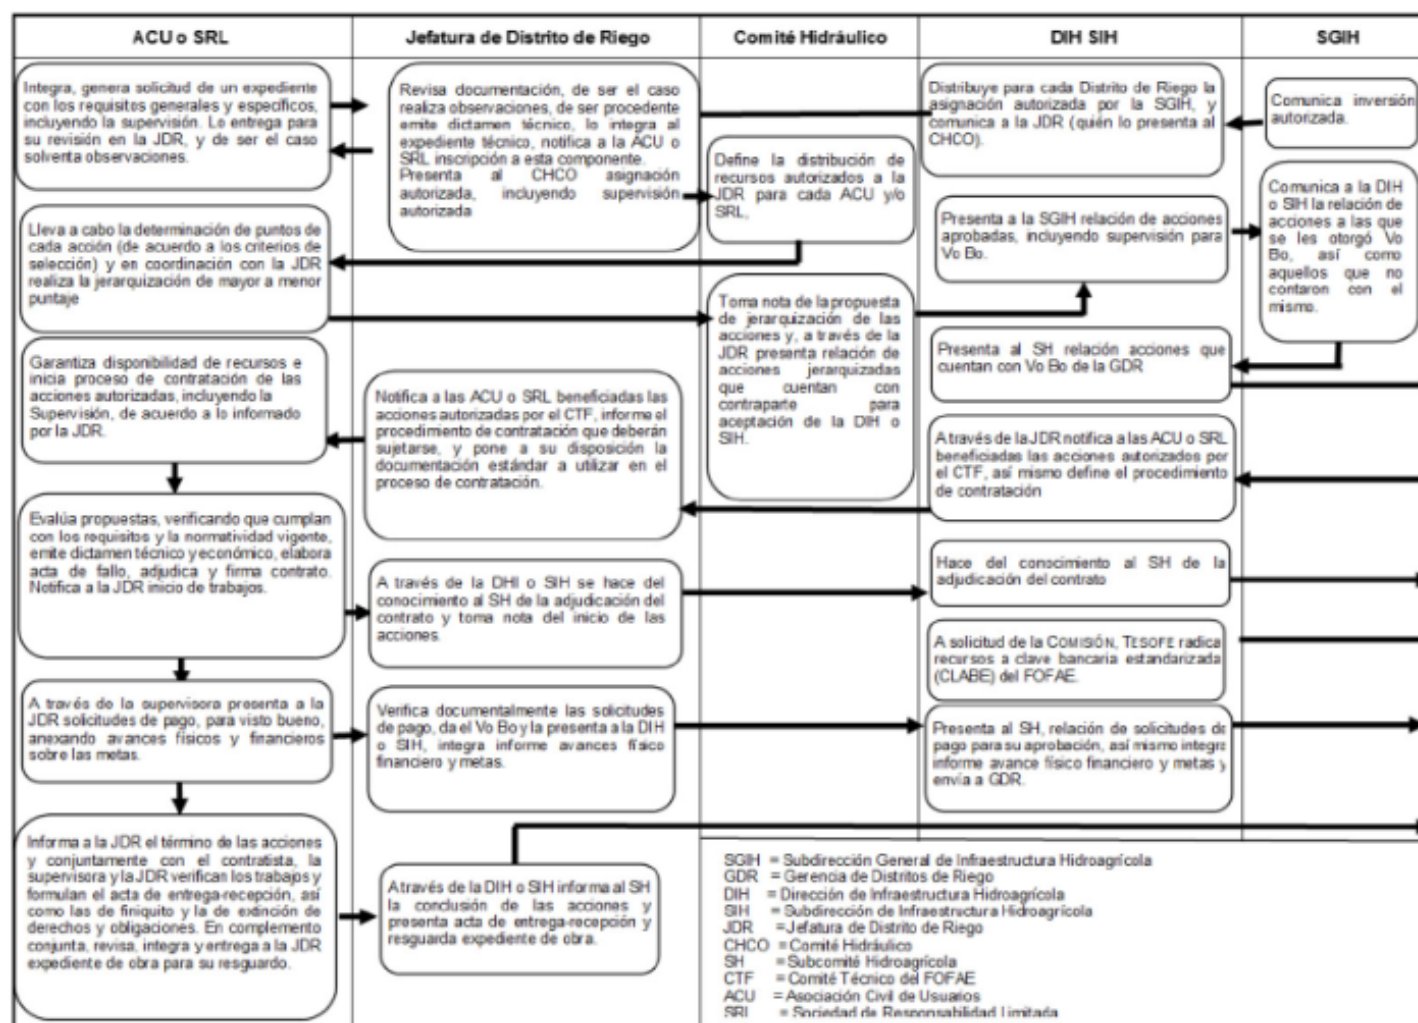 ACU o SRL
Jefatura de Distrito de Riego
Comité Hidráulico
DIH SIH
SGIH
Integra, genera solicitud de un expediente
con los requisitos generales y específicos,
incluyendo la supervisión. Lo entrega para
su revisión en la JDR, y de ser el caso
solventa observaciones.
Revisa documentación, de ser el caso
realiza observaciones, de ser procedente
emite dictamen técnico, lo integra al
expediente técnico, notifica a la ACU o
SRL inscripción a esta componente.
Presenta al CHCO asignación
autorizada, incluyendo supervisión
autorizada
Define la distribución de
recursos autorizados a la
JDR para cada ACU y/o
SRL,
Distribuye para cada Distrito de Riego la
asignación autorizada por la SGIH, y
comunica a la JDR (quién lo presenta al
CHCO).
Comunica inversión
autorizada.
Lleva a cabo la determinación de puntos de
cada acción (de acuerdo a los criterios de
selección) y en coordinación con la JDR
realiza la jerarquización de mayor a menor
puntaje
Toma nota de la propuesta
de jerarquización de las
acciones y, a través de la
JDR presenta relación de
acciones jerarquizadas
que cuentan con
contraparte para
aceptación de la DIH o
SIH.
Presenta a la SGIH relación de acciones
aprobadas, incluyendo supervisión para
Vo Bo.
Comunica a la DIH
o SIH la relación de
acciones a las que
se les otorgó Vo
Bo, así como
aquellos que no
contaron con el
mismo.
Garantiza disponibilidad de recursos e
inicia proceso de contratación de las
acciones autorizadas, incluyendo la
Supervisión, de acuerdo a lo informado
por la JDR.
Notifica a las ACU o SRL beneficiadas las
acciones autorizadas por el CTF, informe el
procedimiento de contratación que deberán
sujetarse, y pone a su disposición la
documentación estándar a utilizar en el
proceso de contratación.
Presenta al SH relación acciones que
cuentan con Vo Bo de la GDR
A través de la JDR notifica a las ACU o SRL
beneficiadas las acciones autorizados por
el CTF, así mismo define el procedimiento
de contratación
Evalúa propuestas, verificando que cumplan
con los requisitos y la normatividad vigente,
emite dictamen técnico y económico, elabora
acta de fallo, adjudica y firma contrato.
Notifica a la JDR inicio de trabajos.
A través de la DHI o SIH se hace del
conocimiento al SH de la adjudicación del
contrato y toma nota del inicio de las
acciones.
Hace del conocimiento al SH de la
adjudicación del contrato
A solicitud de la COMISIÓN, TESOFE radica
recursos a clave bancaria estandarizada
(CLABE) del FOFAE.
A través de la supervisora presenta a la
JDR solicitudes de pago, para visto bueno,
anexando avances físicos y financieros
sobre las metas.
Verifica documentalmente las solicitudes
de pago, da el Vo Bo y la presenta a la DIH
o SIH, integra informe avances físico
financiero y metas.
Presenta al SH, relación de solicitudes de
pago para su aprobación, así mismo integra
informe avance físico financiero y metas y
envía a GDR.
Informa a la JDR el término de las acciones
y conjuntamente con el contratista, la
supervisora y la JDR verifican los trabajos y
formulan el acta de entrega-recepción, así
como las de finiquito y la de extinción de
derechos y obligaciones. En complemento
conjunta, revisa, integra y entrega a la JDR
expediente de obra para su resguardo.
A través de la DIH o SIH informa al SH
la conclusión de las acciones y
presenta acta de entrega-recepción y
resguarda expediente de obra.
SGIH = Subdirección General de Infraestructura Hidroagrícola
GDR = Gerencia de Distritos de Riego
DIH = Dirección de Infraestructura Hidroagrícola
SIH = Subdirección de Infraestructura Hidroagrícola
JDR = Jefatura de Distrito de Riego
CHCO = Comité Hidráulico
SH = Subcomité Hidroagrícola
CTF = Comité Técnico del FOFAE
ACU = Asociación Civil de Usuarios
SRL = Sociedad de Responsabilidad Limitada